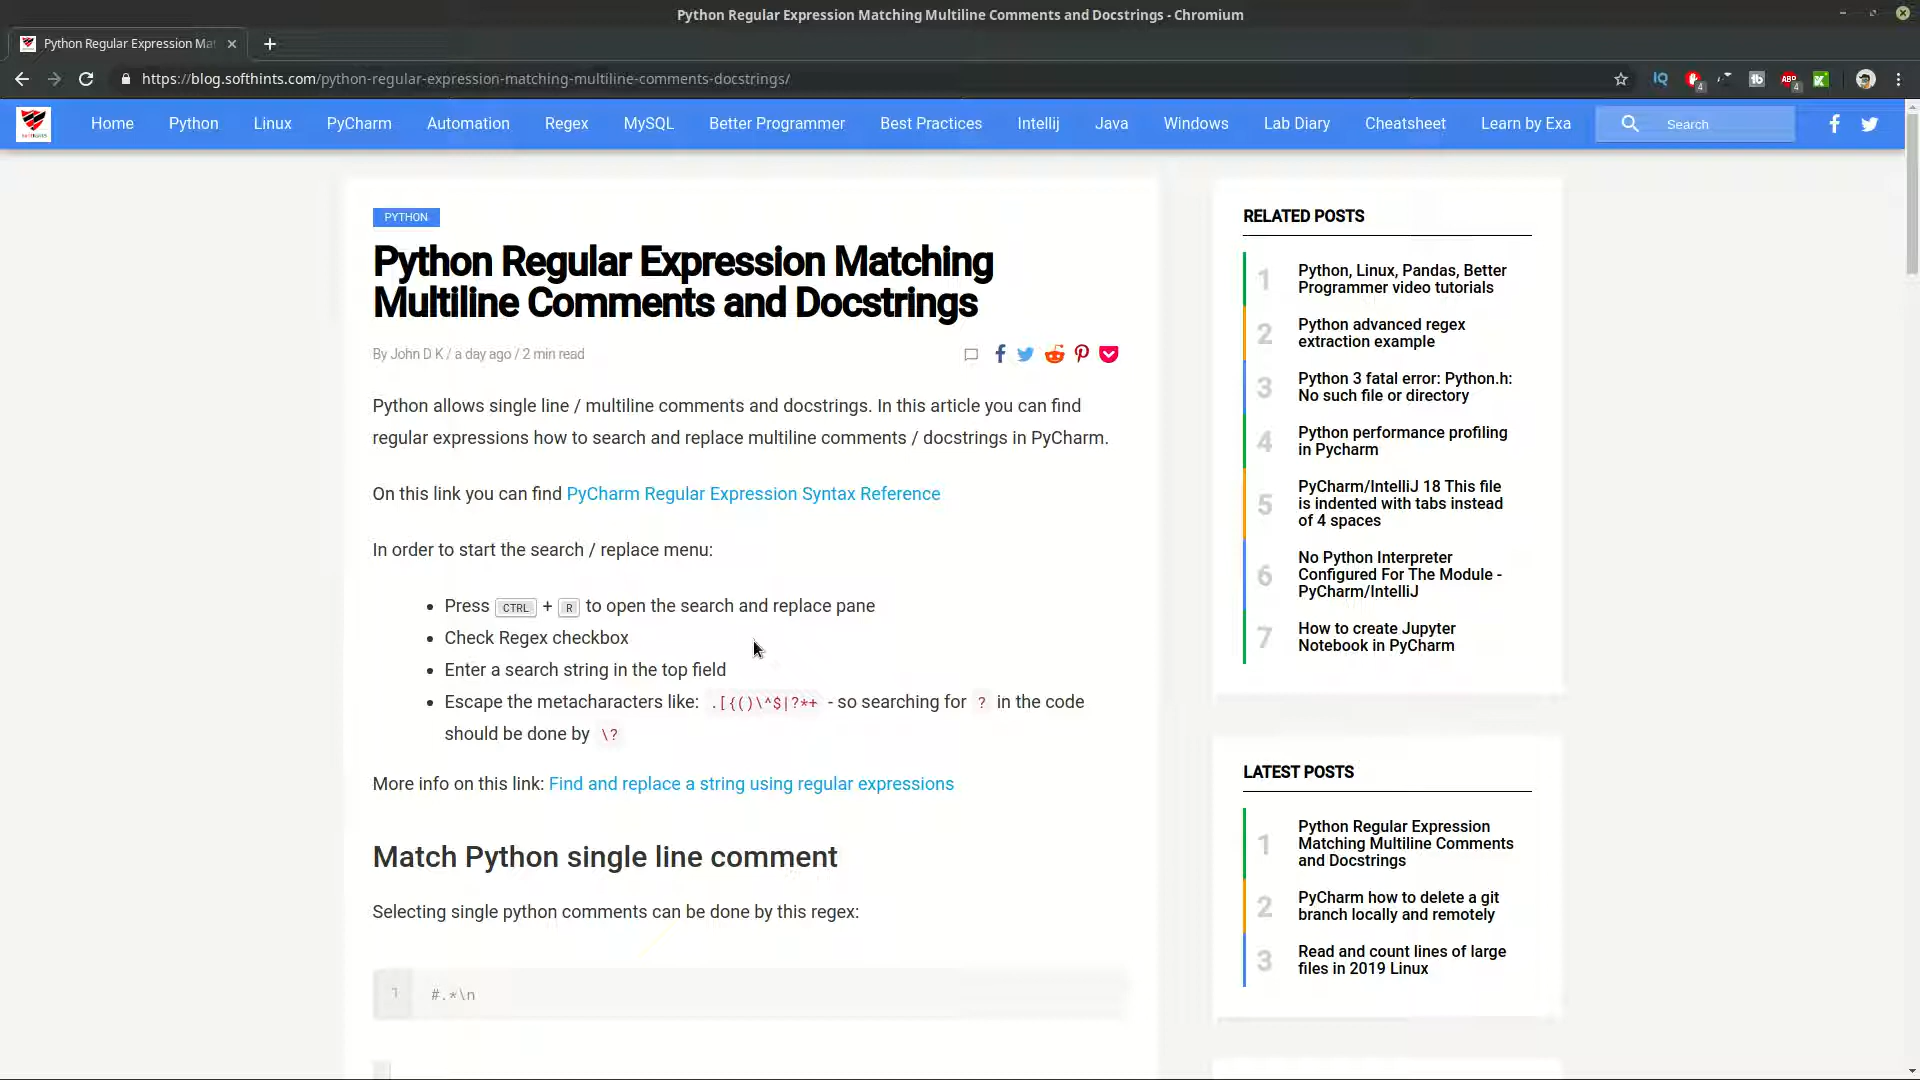 Python Regular Expression Matching Multiline Comments and Docstrings - Chromium
Python Regular Expression Ma
https://blog.softhints.com/python-regular-expression-matching-multiline-comments-docstrings/
Home Python Linux PyCharm Automation Regex MySQL Better Programmer Best Practices Intellij Java Windows Lab Diary Cheatsheet Learn by Exa Search
PYTHON
Python Regular Expression Matching
Multiline Comments and Docstrings
By John D K / a day ago / 2 min read
Python allows single line / multiline comments and docstrings. In this article you can find
regular expressions how to search and replace multiline comments / docstrings in PyCharm.
On this link you can find PyCharm Regular Expression Syntax Reference
In order to start the search / replace menu:
• Press CTRL + R to open the search and replace pane
• Check Regex checkbox
• Enter a search string in the top field
• Escape the metacharacters like: .[{()\^$|?*+ - so searching for ? in the code
should be done by \?
More info on this link: Find and replace a string using regular expressions
Match Python single line comment
Selecting single python comments can be done by this regex:
1 #.*\n
RELATED POSTS
1 Python, Linux, Pandas, Better
Programmer video tutorials
2 Python advanced regex
extraction example
3 Python 3 fatal error: Python.h:
No such file or directory
4 Python performance profiling
in Pycharm
5 PyCharm/IntelliJ 18 This file
is indented with tabs instead
of 4 spaces
6 No Python Interpreter
Configured For The Module -
PyCharm/IntelliJ
7 How to create Jupyter
Notebook in PyCharm
LATEST POSTS
1 Python Regular Expression
Matching Multiline Comments
and Docstrings
2 PyCharm how to delete a git
branch locally and remotely
3 Read and count lines of large
files in 2019 Linux